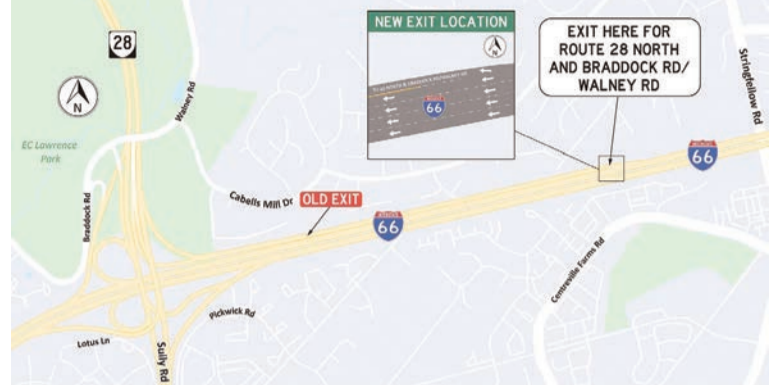 NEW EXIT LOCATION
N
66
EXIT HERE FOR
ROUTE 28 NORTH
AND BRADDOCK RD/
WALNEY RD
28
N
Walney Rd
Stringfellow Rd
EC Lawrence
Park
66
Braddock Rd
Cabells Mill Dr
OLD EXIT
66
Centreville Farms Rd
Pickwick Rd
Lotus Ln
Sully Rd